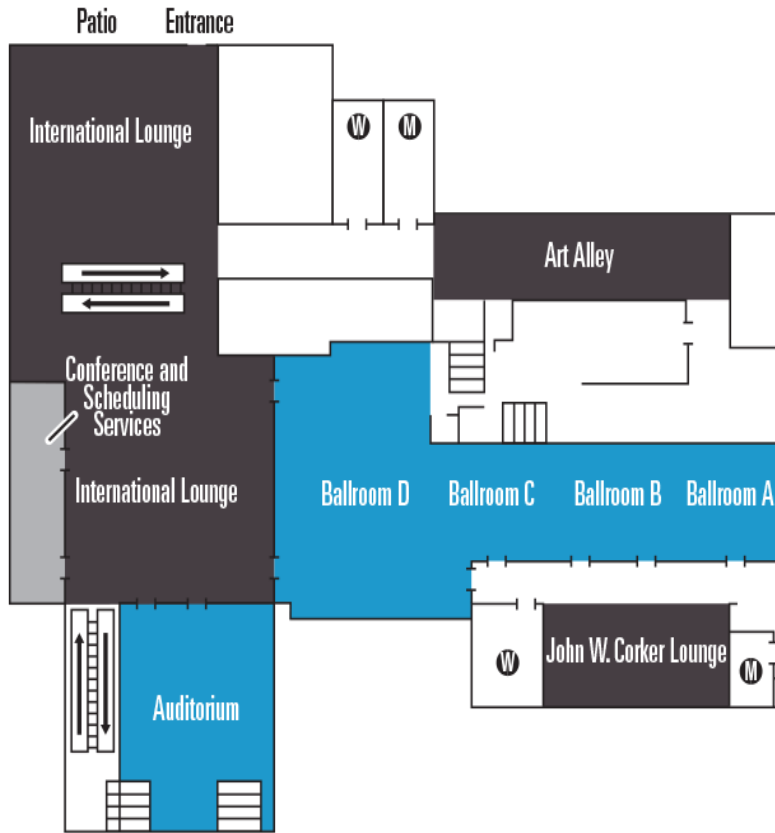 Patio
Entrance
International Lounge
W
M
Art Alley
Conference and
Scheduling
Services
International Lounge
Ballroom D
Ballroom C
Ballroom B
Ballroom A
W
John W. Corker Lounge
M
Auditorium